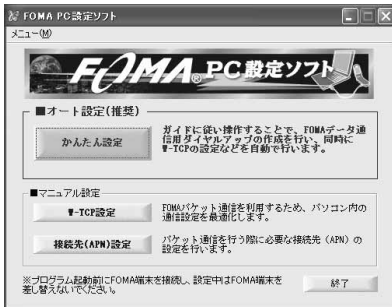 FOMA PC設定ソフト
メニュー(M)
FOMA® PC設定ソフト
■オート設定(推奨)
かんたん設定
ガイドに従い操作することで、FOMAデータ通
信用ダイヤルアップの作成を行い、同時に
W-TCPの設定などを自動で行います。
■マニュアル設定
W-TCP設定
FOMAパケット通信を利用するため、パソコン内の
通信設定を最適化します。
接続先(APN)設定
パケット通信を行う際に必要な接続先（APN）の
設定を行います。
※プログラム起動前にFOMA端末を接続し、設定中はFOMA端末を
差し替えないでください。
終了